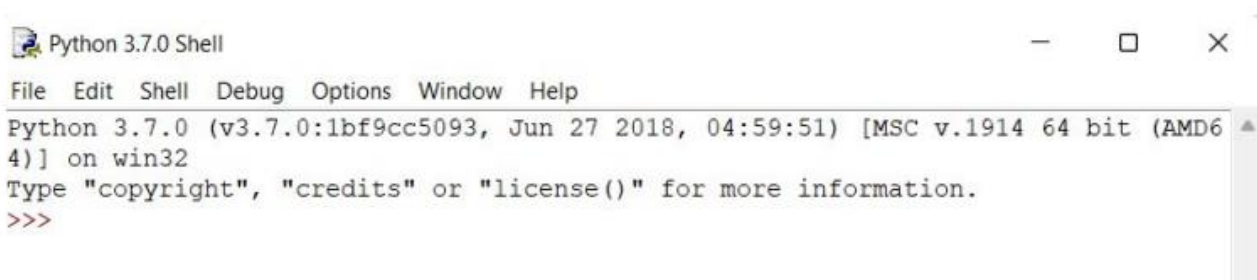 Python 3.7.0 Shell
File Edit Shell Debug Options Window Help
Python 3.7.0 (v3.7.0:1bf9cc5093, Jun 27 2018, 04:59:51) [MSC v.1914 64 bit (AMD6
4)] on win32
Type "copyright", "credits" or "license()" for more information.
>>>